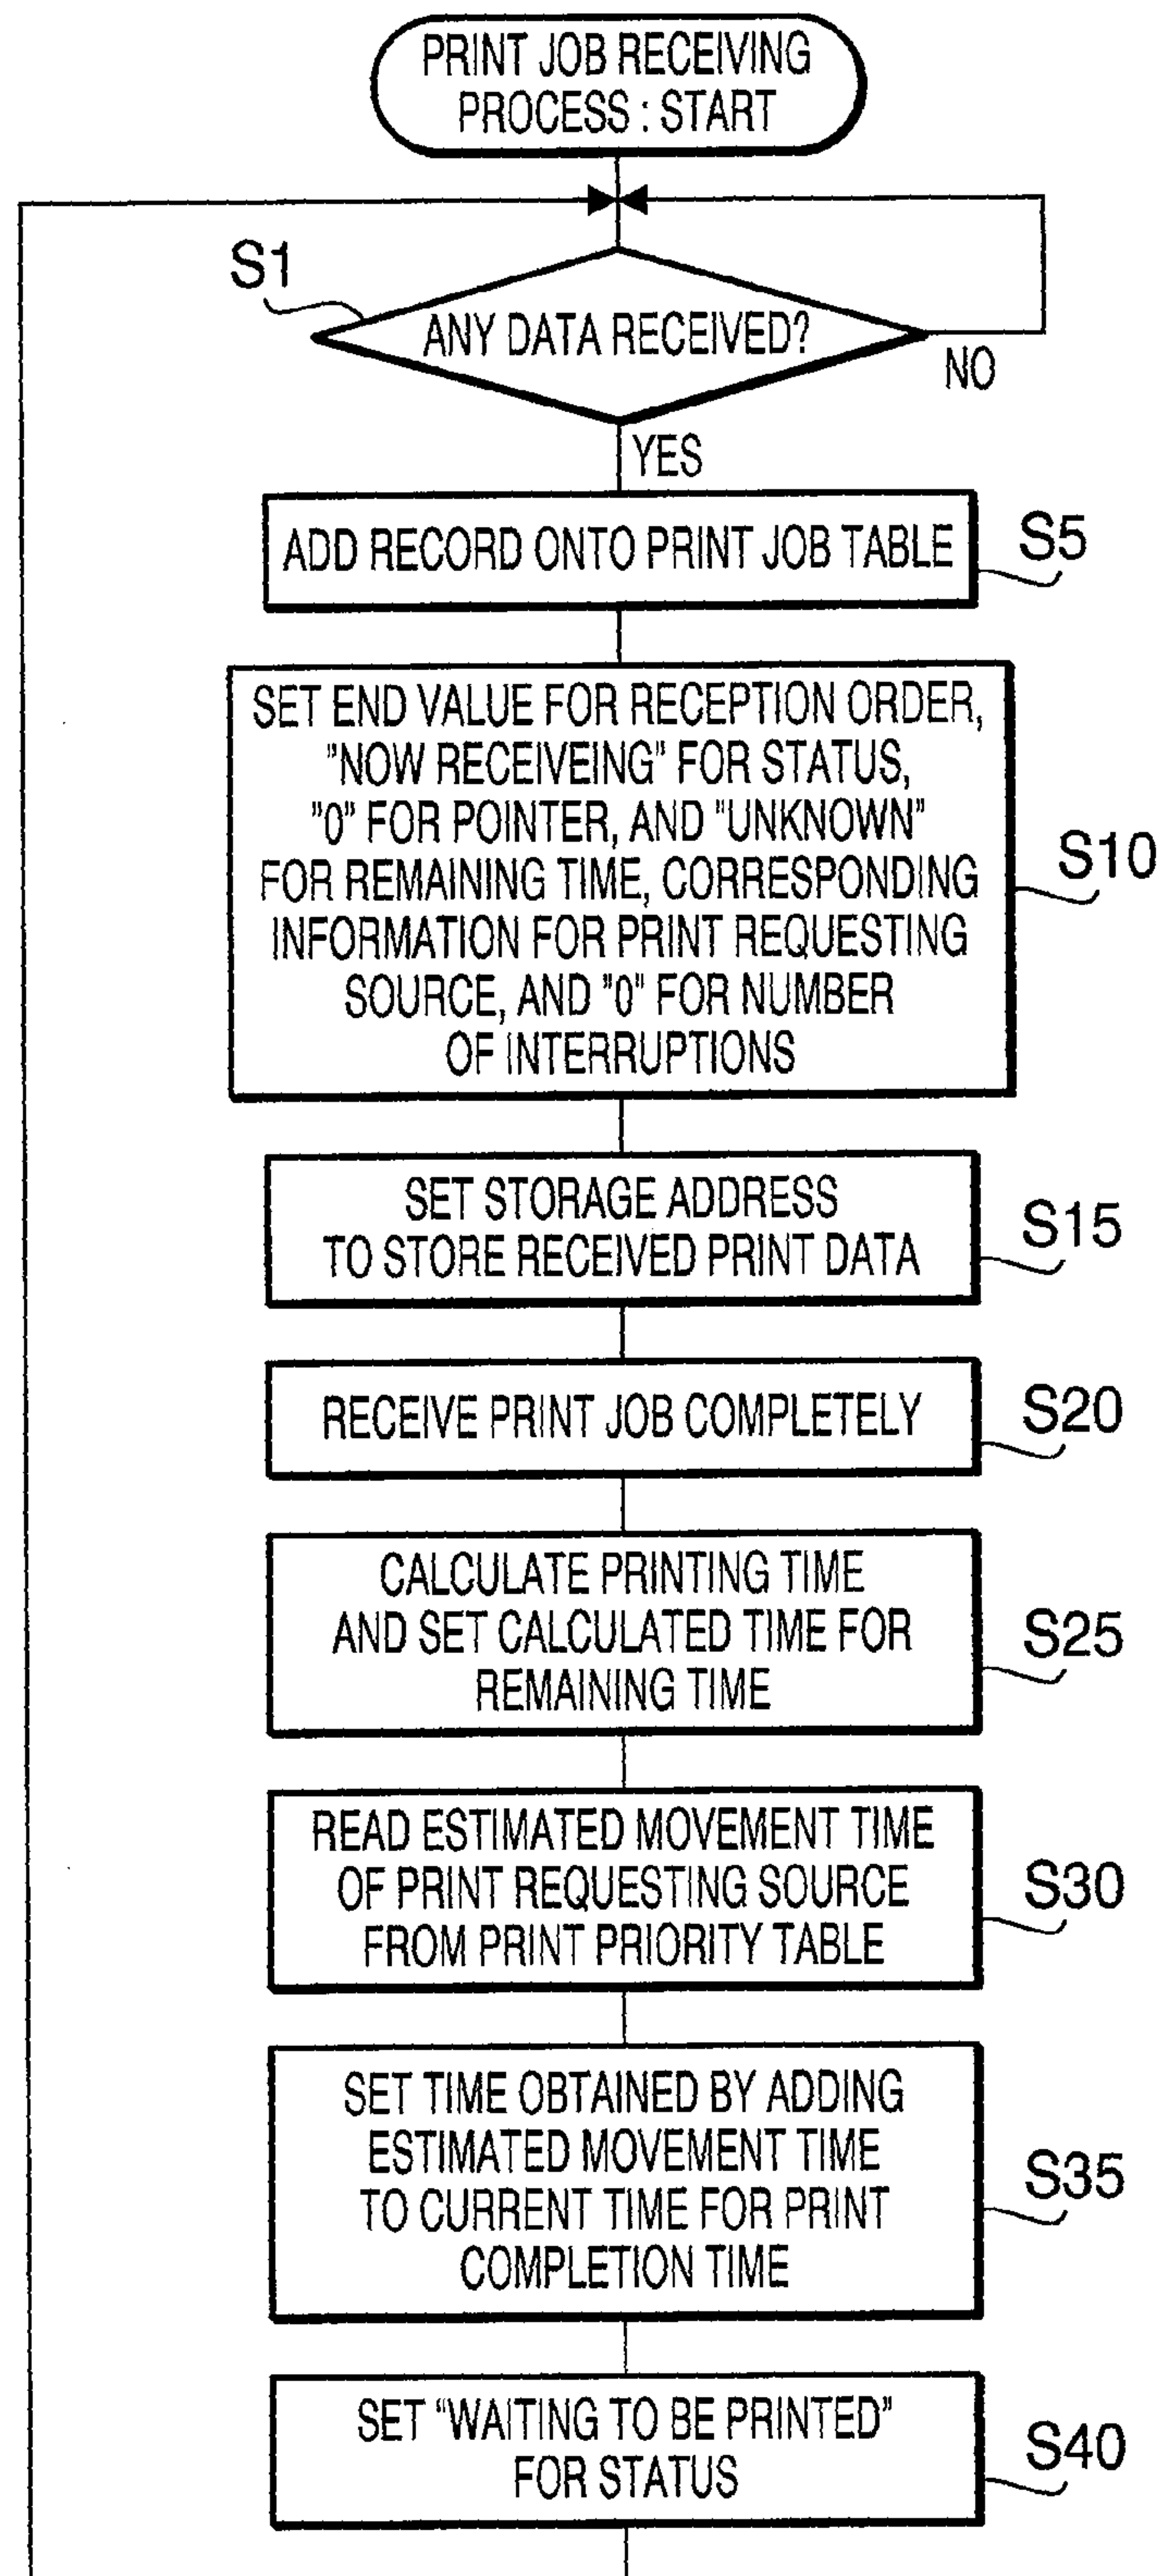 PRINT JOB RECEIVING
PROCESS : START
S1
ANY DATA RECEIVED?
NO
YES
ADD RECORD ONTO PRINT JOB TABLE
S5
SET END VALUE FOR RECEPTION ORDER,
"NOW RECEIVEING" FOR STATUS,
"0" FOR POINTER, AND "UNKNOWN"
FOR REMAINING TIME, CORRESPONDING
INFORMATION FOR PRINT REQUESTING
SOURCE, AND "0" FOR NUMBER
OF INTERRUPTIONS
S10
SET STORAGE ADDRESS
TO STORE RECEIVED PRINT DATA
S15
RECEIVE PRINT JOB COMPLETELY
S20
CALCULATE PRINTING TIME
AND SET CALCULATED TIME FOR
REMAINING TIME
S25
READ ESTIMATED MOVEMENT TIME
OF PRINT REQUESTING SOURCE
FROM PRINT PRIORITY TABLE
S30
SET TIME OBTAINED BY ADDING
ESTIMATED MOVEMENT TIME
TO CURRENT TIME FOR PRINT
COMPLETION TIME
S35
SET “WAITING TO BE PRINTED”
FOR STATUS
S40